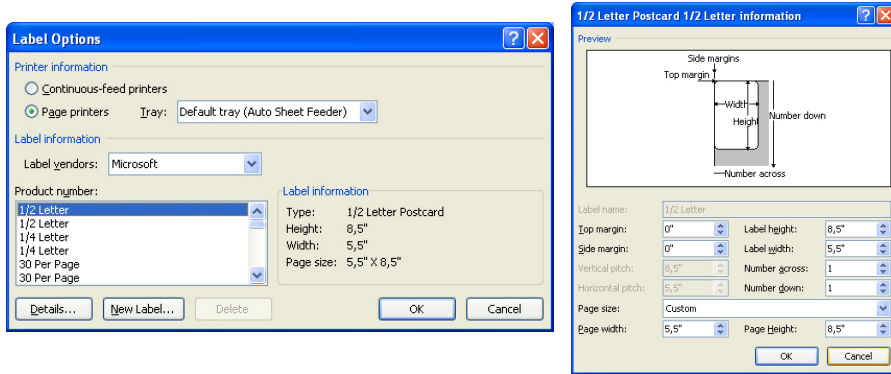 Label Options
Printer information
Continuous-feed printers
Page printers Tray: Default tray (Auto Sheet Feeder)
Label information
Label vendors: Microsoft
Product number:
1/2 Letter
1/2 Letter
1/4 Letter
1/4 Letter
30 Per Page
30 Per Page
Label information
Type: 1/2 Letter Postcard
Height: 8,5"
Width: 5,5"
Page size: 5,5" X 8,5"
Details... New Label... Delete OK Cancel
1/2 Letter Postcard 1/2 Letter information
Preview
Side margins
Top margin
Width
Height
Number down
Number across
Label name: 1/2 Letter
Top margin: 0" Label height: 8,5"
Side margin: 0" Label width: 5,5"
Vertical pitch: 8,5" Number across: 1
Horizontal pitch: 5,5" Number down: 1
Page size: Custom
Page width: 5,5" Page Height: 8,5"
OK Cancel